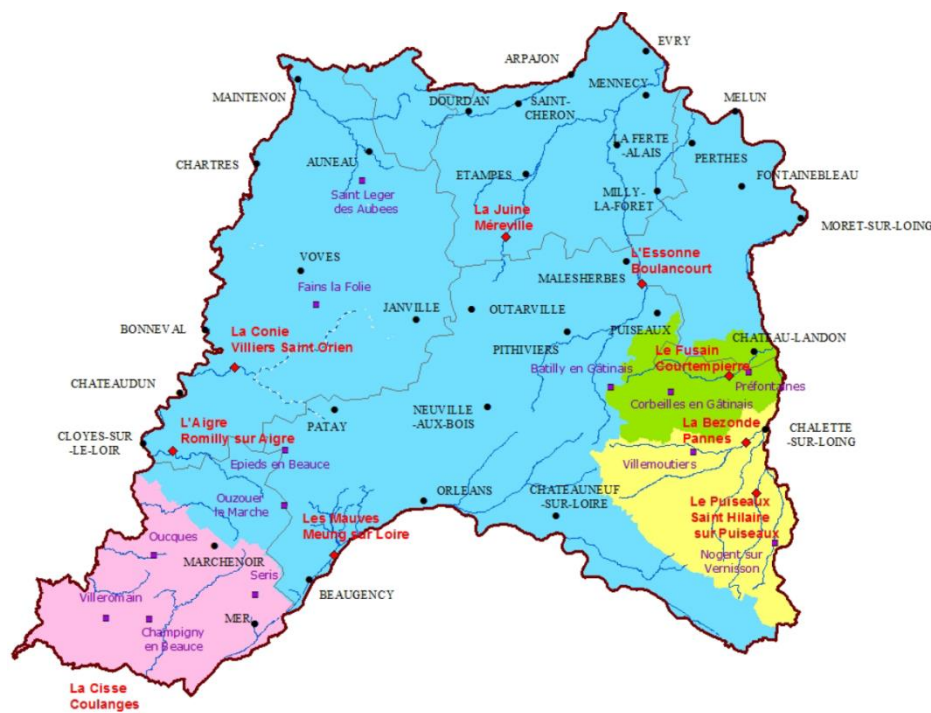 EVRY
ARPAJON
MENNECY
MAINTENON
DOURDAN
SAINT-
CHERON
MELUN
LA FERTE
-ALAIS
PERTHES
CHARTRES
AUNEAU
ETAMPES
FONTAINEBLEAU
Saint Leger
des Aubees
MILLY-
LA-FORET
La Juine
Méreville
MORET-SUR-LOING
VOVES
L'Essonne
Boulancourt
MALESHERBES
Fains la Folie
JANVILLE
OUTARVILLE
BONNEVAL
La Conie
Villiers Saint Orien
PUISEAUX
PITHIVIERS
CHATEAU-LANDON
Le Fusain
Courtempierre
Batilly en Gâtinais
Préfontaines
CHATEAUDUN
Corbeilles en Gâtinais
NEUVILLE
-AUX-BOIS
L'Aigre
Romilly sur Aigre
PATAY
La Bezonde
Pannes
CHALETTE
-SUR-LOING
CLOYES-SUR
-LE-LOIR
Epieds en Beauce
Villemoutiers
Ouzouer
le Marche
ORLEANS
CHATEAUNEUF
-SUR-LOIRE
Le Puiseaux
Saint Hilaire
sur Puiseaux
Les Mauves
Meung sur Loire
Oucques
MARCHENOIR
Nogent sur
Vernisson
Seris
BEAUGENCY
Villeromain
MER
Champigny
en Beauce
La Cisse
Coulanges